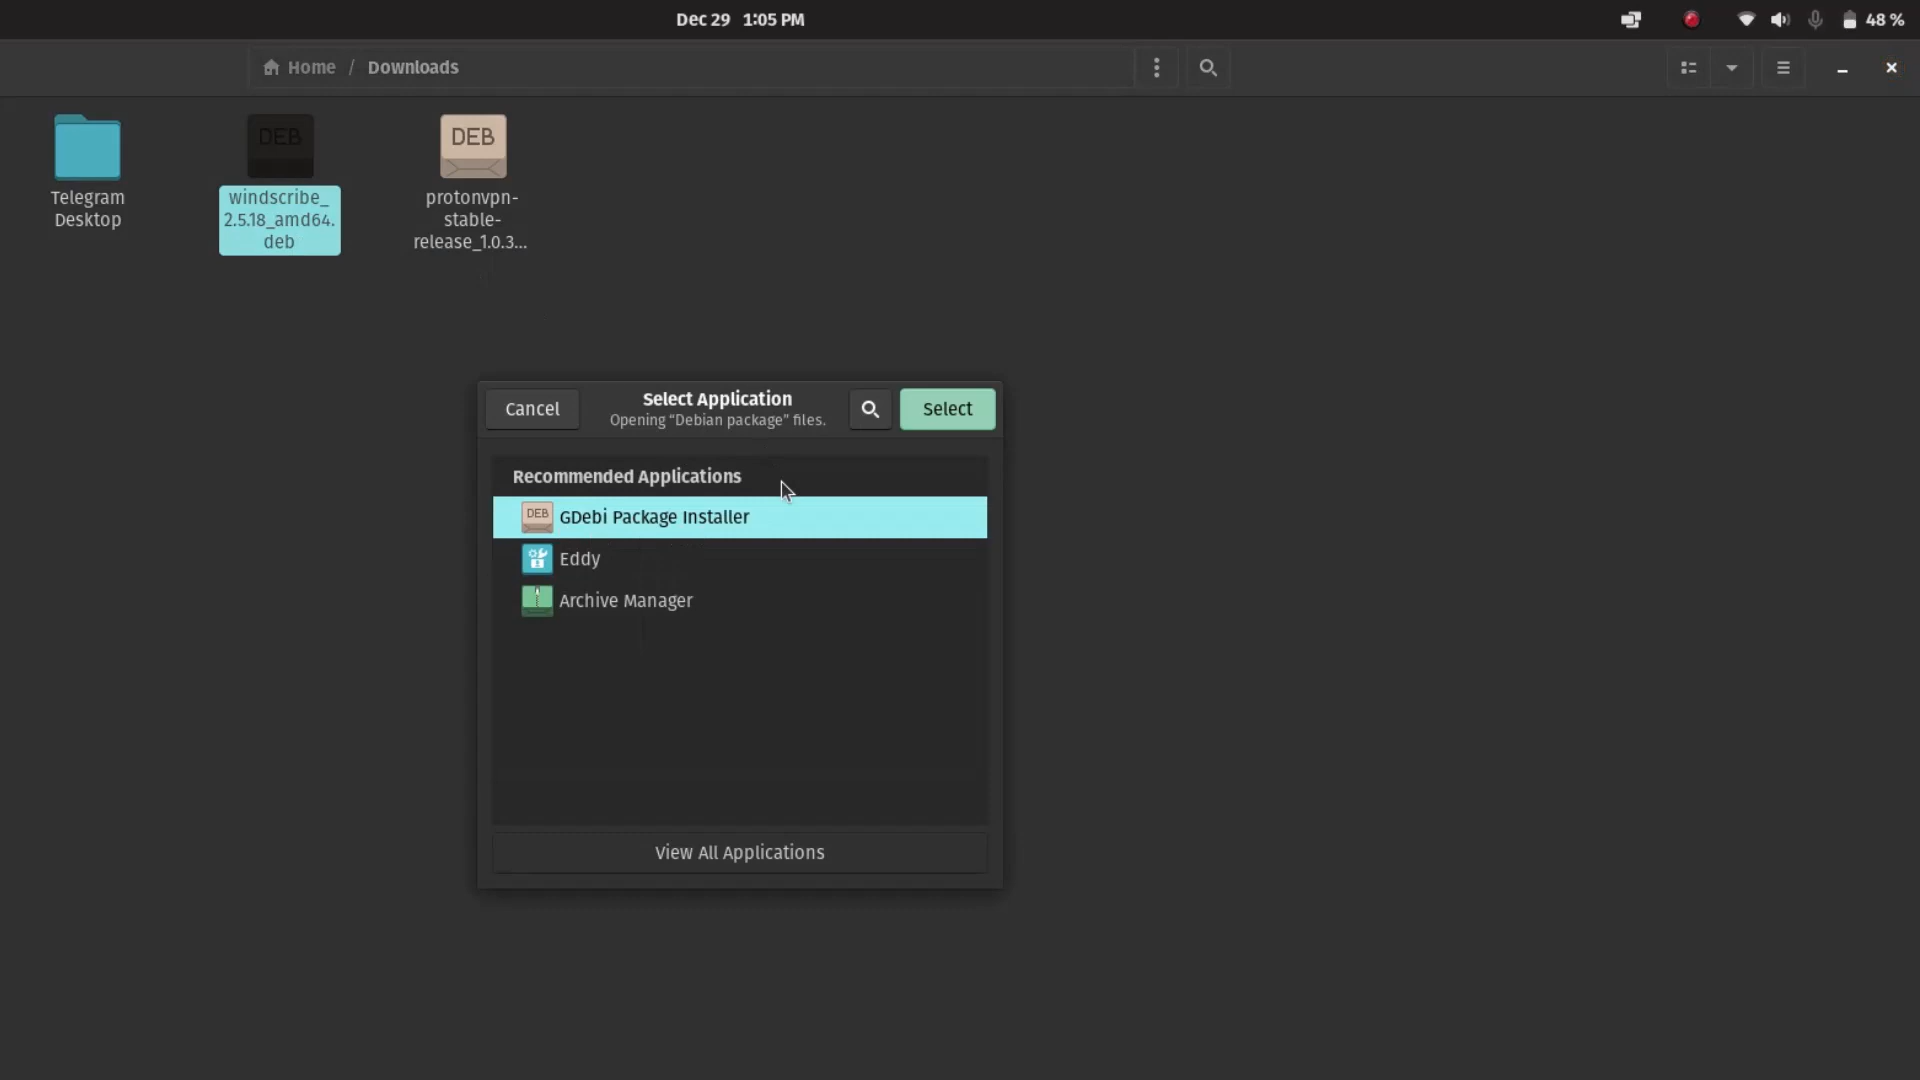 Dec 29 1:05 PM
48 %
Home / Downloads
Telegram
Desktop
DEB
windscribe_
2.5.18_amd64.
deb
DEB
protonvpn-
stable-
release_1.0.3...
Cancel
Select Application
Opening “Debian package” files.
Select
Recommended Applications
DEB
GDebi Package Installer
Eddy
Archive Manager
View All Applications